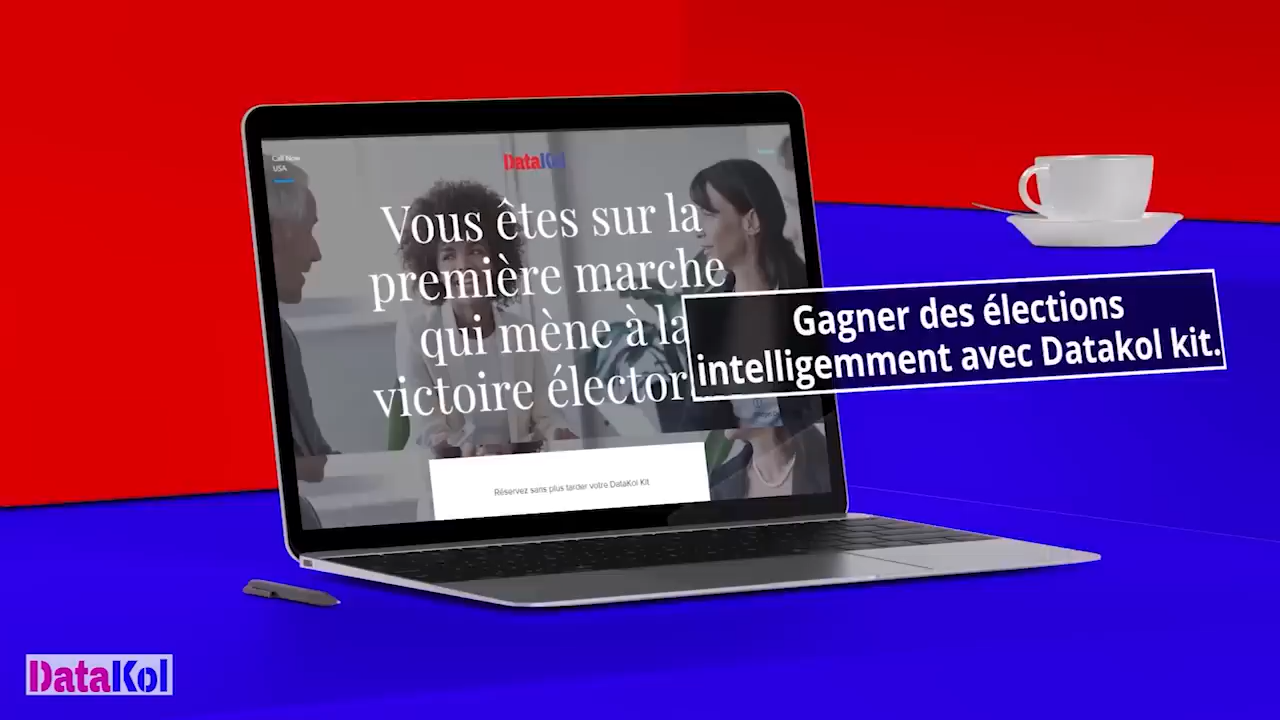 Call Now
USA
DataKol
Vous êtes sur la
première marche
qui mène à la
victoire élector
Gagner des élections
intelligemment avec Datakol kit.
Réservez sans plus tarder votre DataKol Kit
DataKol